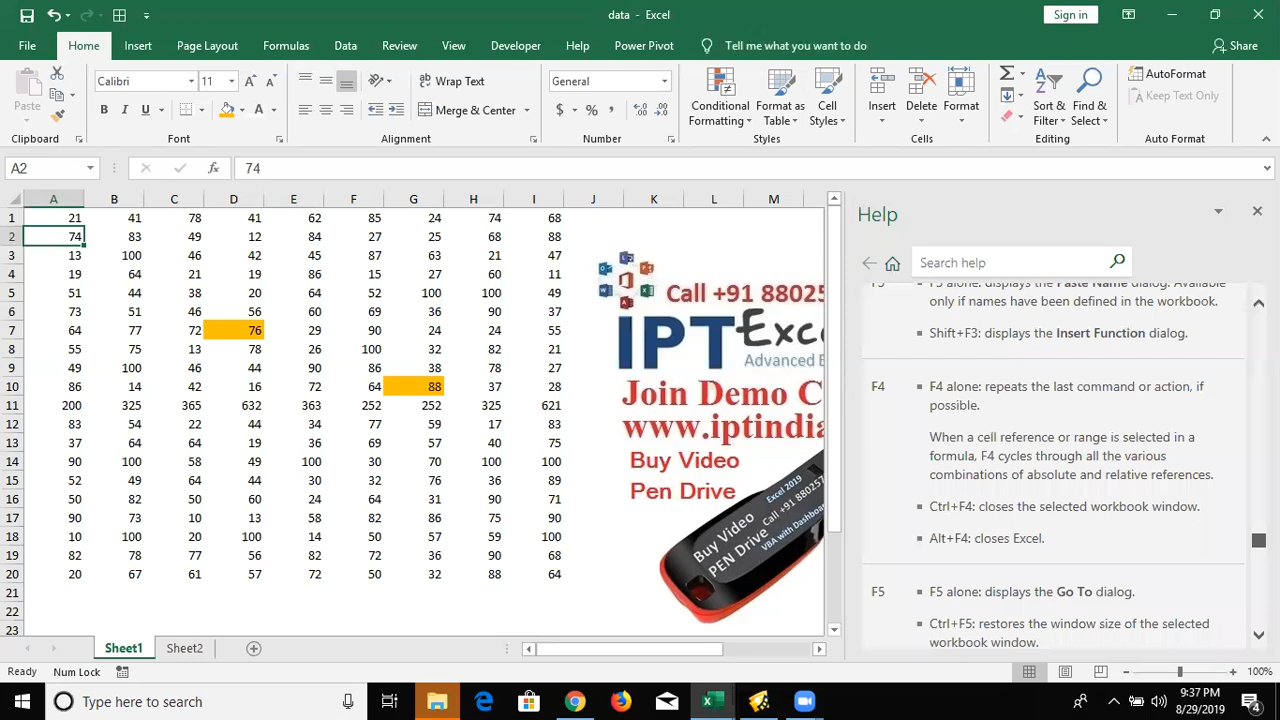 data - Excel
Sign in
File Home Insert Page Layout Formulas Data Review View Developer Help Power Pivot Tell me what you want to do Share
Paste
Calibri 11
Wrap Text
General
Conditional Formatting
Format as Table
Cell Styles
Insert
Delete
Format
Sort & Filter
Find & Select
AutoFormat
Merge & Center
$ % ,
Keep Text Only
Clipboard Font Alignment Number Styles Cells Editing Auto Format
A2 fx 74
A B C D E F G H I J K L M
1 21 41 78 41 62 85 24 74 68
2 74 83 49 12 84 27 25 68 88
3 13 100 46 42 45 87 63 21 47
4 19 64 21 19 86 15 27 60 11
5 51 44 38 20 64 52 100 100 49
6 73 51 46 56 60 69 36 90 37
7 64 77 72 76 29 90 24 24 55
8 55 75 13 78 26 100 32 82 21
9 49 100 46 44 90 86 38 78 27
10 86 14 42 16 72 64 88 37 28
11 200 325 365 632 363 252 252 325 621
12 83 54 22 44 34 77 59 17 83
13 37 64 64 19 36 69 57 40 75
14 90 100 58 49 100 30 70 100 100
15 52 49 64 44 30 32 76 36 89
16 50 82 50 60 24 64 31 90 71
17 90 73 10 13 58 82 86 75 90
18 10 100 20 100 14 50 57 59 100
19 82 78 77 56 82 72 36 90 68
20 20 67 61 57 72 50 32 88 64
21
22
23
Call +91 88025
IPT Exc
Advanced E
Join Demo C
www.iptindia
Buy Video
Pen Drive
Excel 2019
Buy Video
PEN Drive
Call +91 880257
VBA with Dashboar
Help
Search help
F3 alone: displays the Paste Name dialog. Available
only if names have been defined in the workbook.
Shift+F3: displays the Insert Function dialog.
F4
F4 alone: repeats the last command or action, if
possible.
When a cell reference or range is selected in a
formula, F4 cycles through all the various
combinations of absolute and relative references.
Ctrl+F4: closes the selected workbook window.
Alt+F4: closes Excel.
F5
F5 alone: displays the Go To dialog.
Ctrl+F5: restores the window size of the selected
workbook window.
Sheet1 Sheet2
Ready Num Lock 100%
Type here to search
9:37 PM
8/29/2019
4